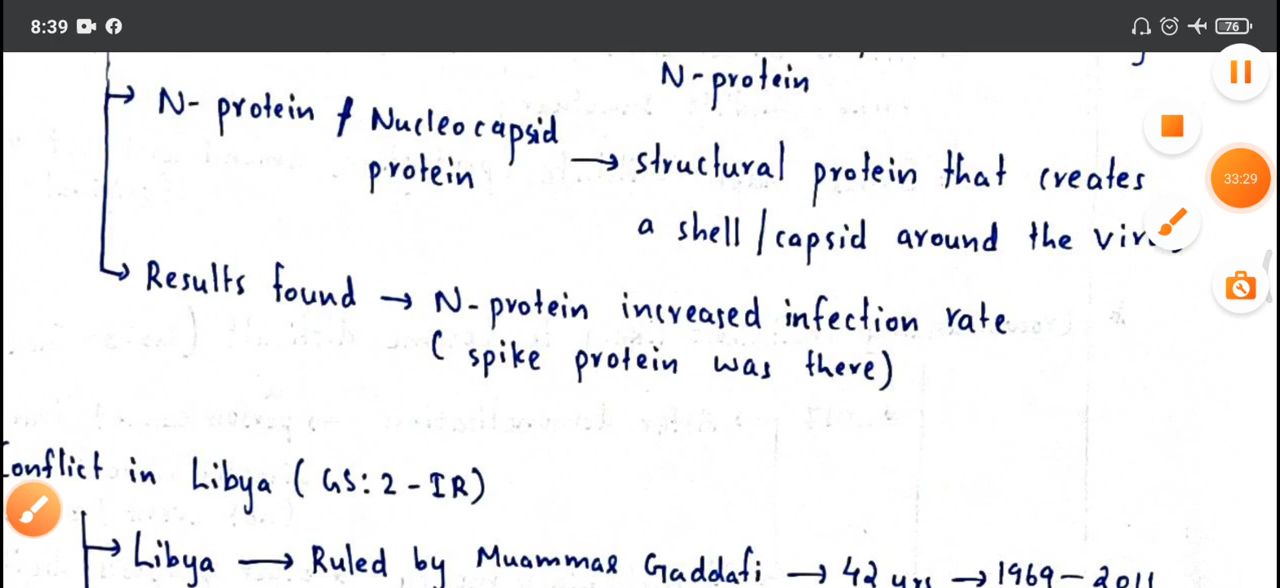 8:39
76
N-protein
N- protein / Nucleocapsid
protein → structural protein that creates
a shell / capsid around the
33:29
Results found → N-protein increased infection rate
( spike protein was there)
Conflict in Libya ( GS: 2 - IR)
Libya → Ruled by Muammar Gaddafi → 42 yrs → 1969 - 2011